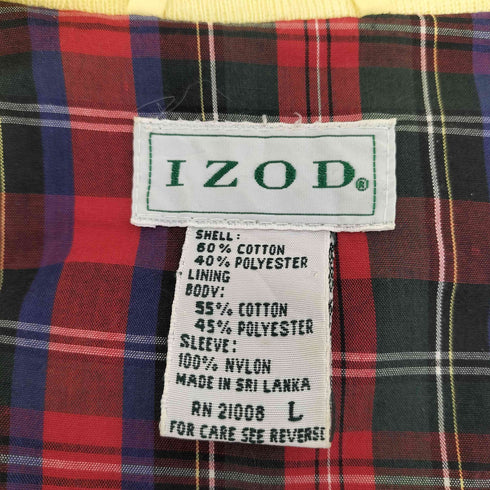 IZOD®
SHELL:
60% COTTON
40% POLYESTER
LINING
BODY:
55% COTTON
45% POLYESTER
SLEEVE:
100% NYLON
MADE IN SRI LANKA
RN 21008 L
FOR CARE SEE REVERSE